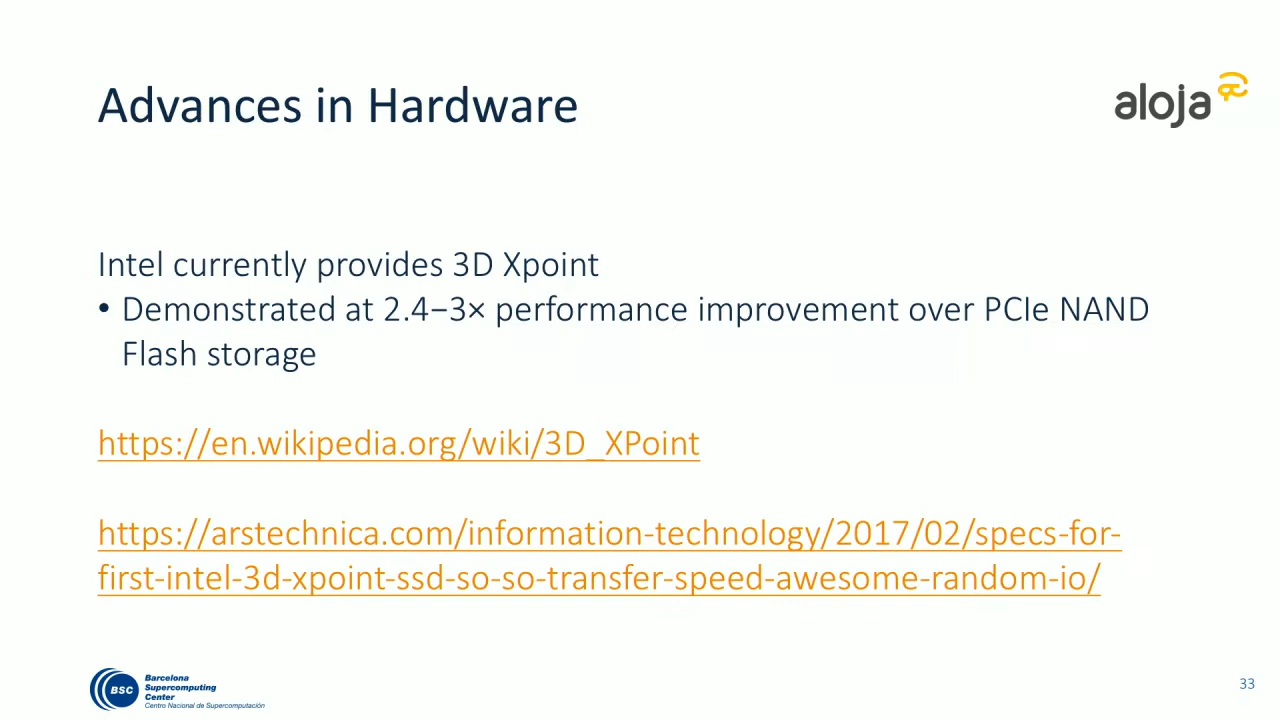 Advances in Hardware
aloja
Intel currently provides 3D Xpoint
• Demonstrated at 2.4–3× performance improvement over PCIe NAND
Flash storage
https://en.wikipedia.org/wiki/3D_XPoint
https://arstechnica.com/information-technology/2017/02/specs-for-
first-intel-3d-xpoint-ssd-so-so-transfer-speed-awesome-random-io/
BSC
Barcelona
Supercomputing
Center
Centro Nacional de Supercomputación
33